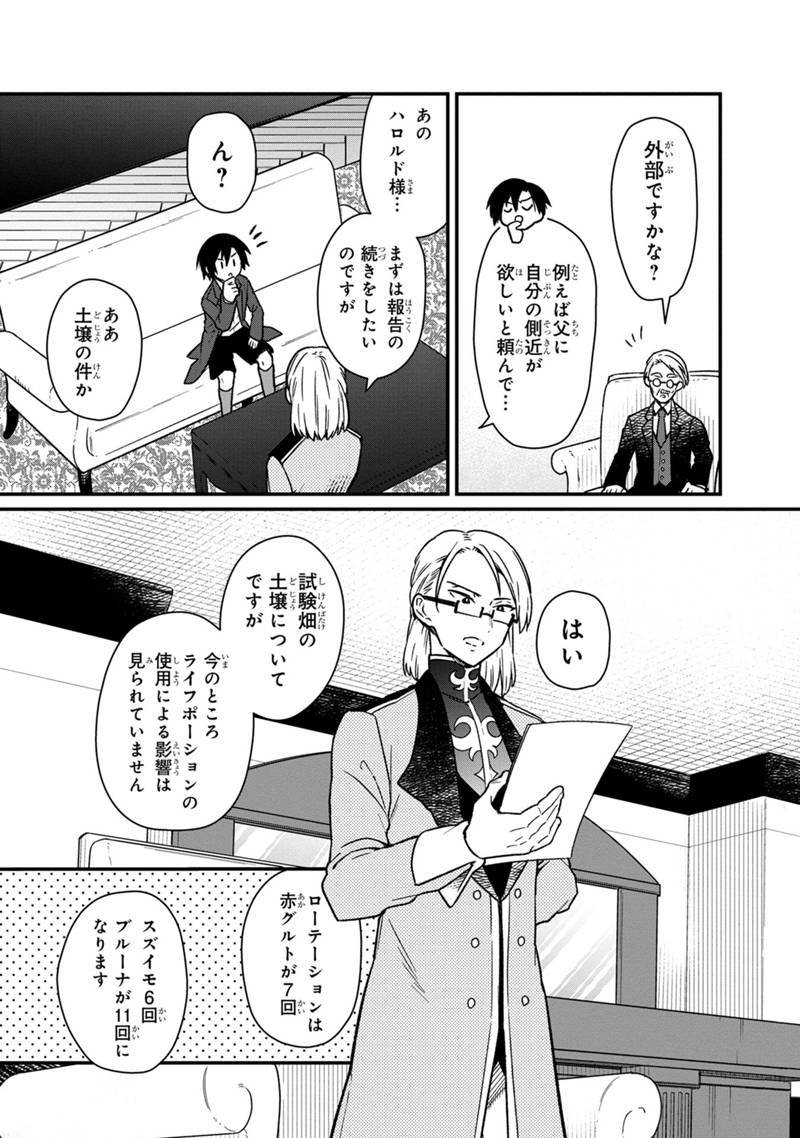 外部ですかな？
例えば父に
自分の側近が
欲しいと頼んで…
あの
ハロルド様…
まずは報告の
続きをしたい
のですが
ん？
ああ
土壌の件か
はい
試験畑の
土壌について
ですが
今のところ
ライフポーションの
使用による影響は
見られていません
ローテーションは
赤グルトが7回
スズイモ6回
ブルーナが11回に
なります